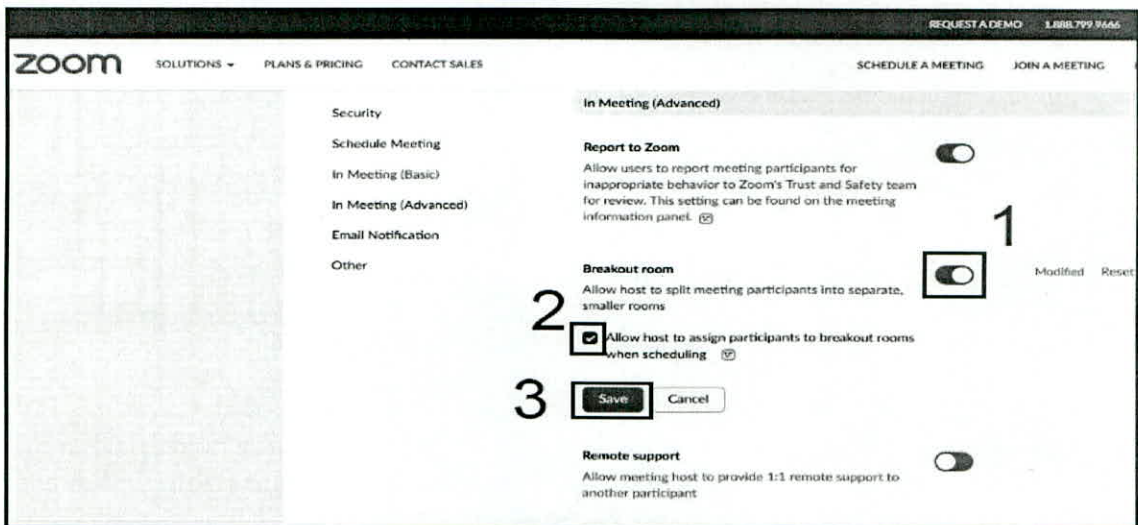 REQUEST A DEMO 1.888.799.9666
zoom SOLUTIONS PLANS & PRICING CONTACT SALES SCHEDULE A MEETING JOIN A MEETING
Security
Schedule Meeting
In Meeting (Basic)
In Meeting (Advanced)
Email Notification
Other
In Meeting (Advanced)
Report to Zoom
Allow users to report meeting participants for
inappropriate behavior to Zoom's Trust and Safety team
for review. This setting can be found on the meeting
information panel.
1
Breakout room
Modified Reset
Allow host to split meeting participants into separate,
smaller rooms
2
Allow host to assign participants to breakout rooms
when scheduling
3
Save Cancel
Remote support
Allow meeting host to provide 1:1 remote support to
another participant